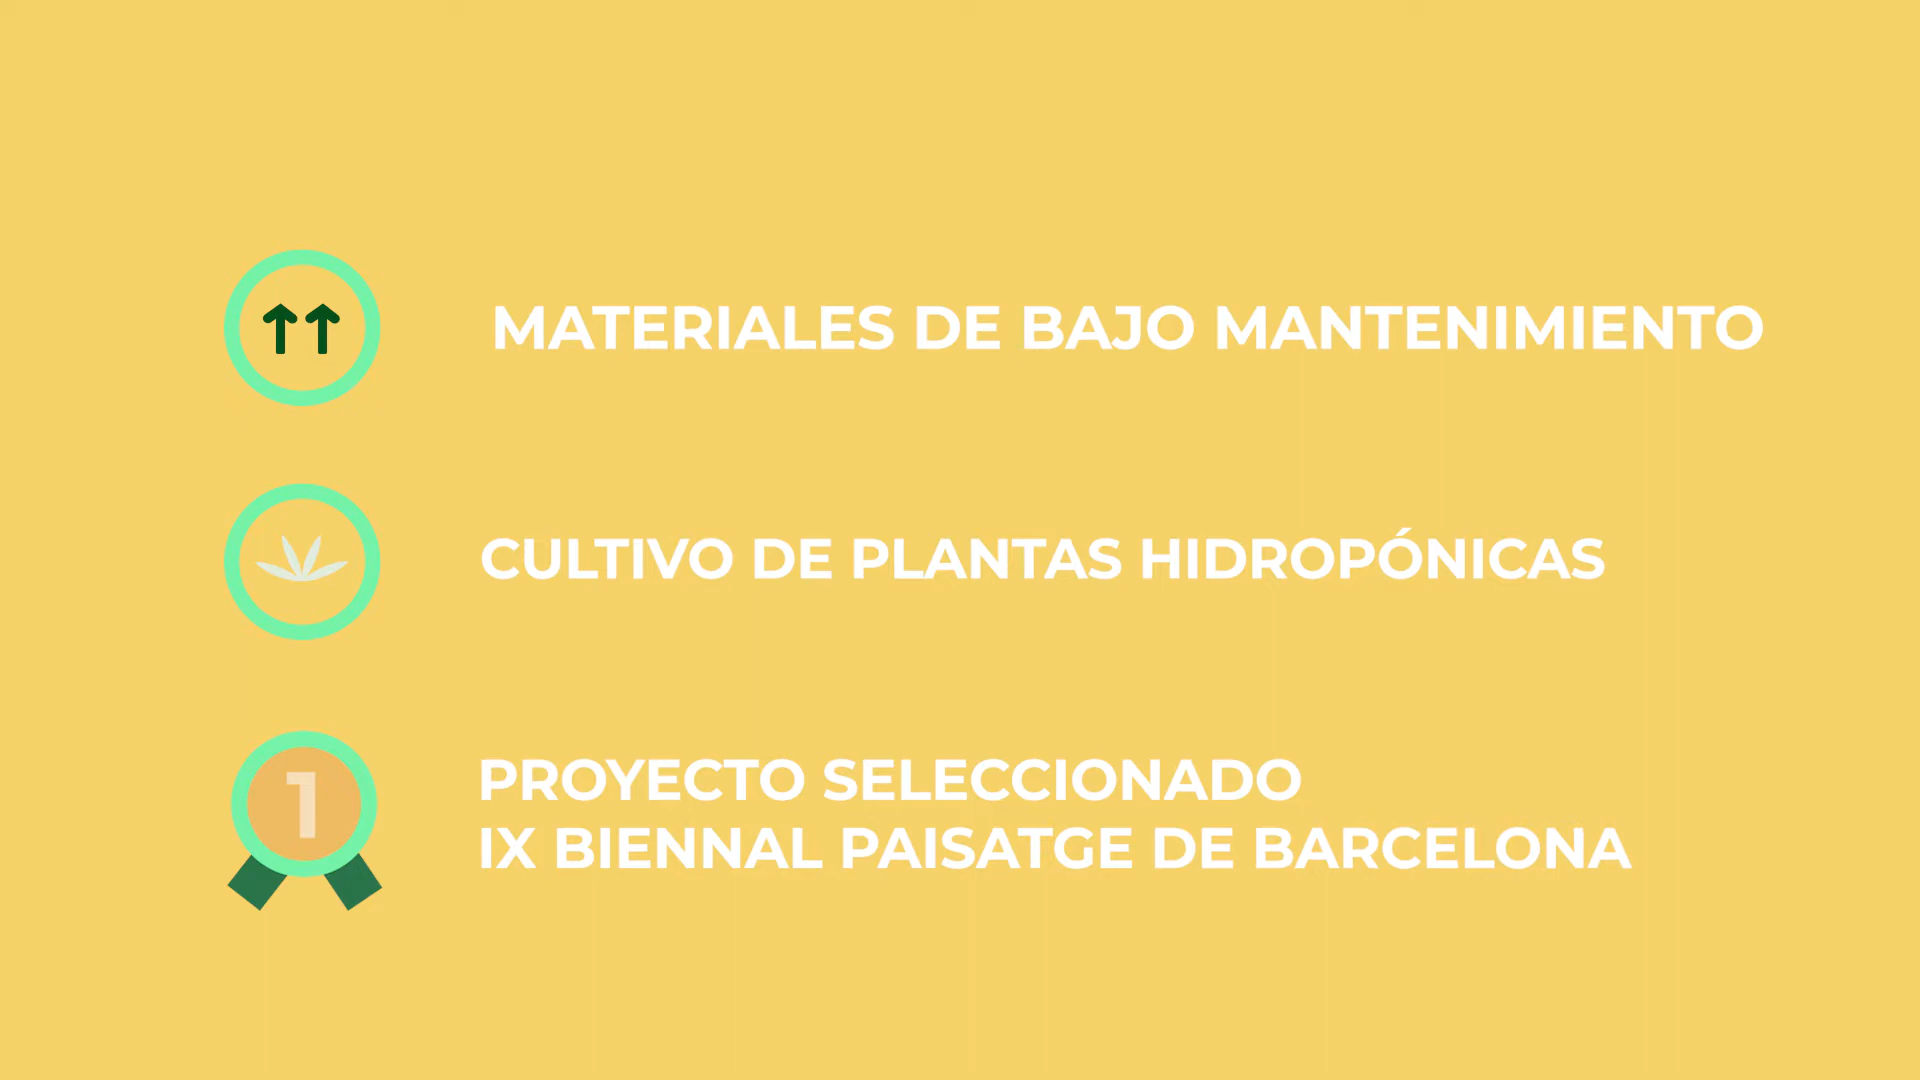 MATERIALES DE BAJO MANTENIMIENTO
CULTIVO DE PLANTAS HIDROPÓNICAS
1
PROYECTO SELECCIONADO
IX BIENNAL PAISATGE DE BARCELONA